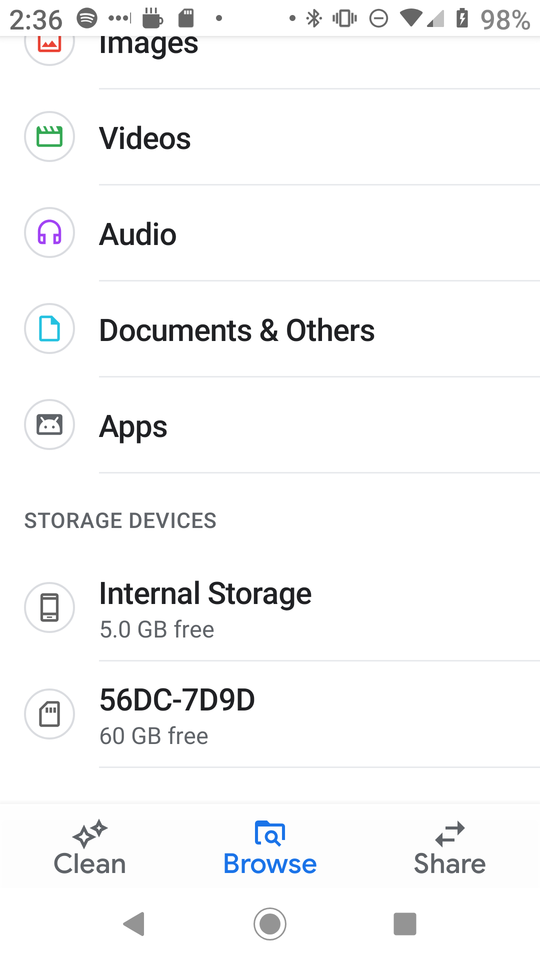 2:36
98%
Images
Videos
Audio
Documents & Others
Apps
STORAGE DEVICES
Internal Storage
5.0 GB free
56DC-7D9D
60 GB free
Clean
Browse
Share